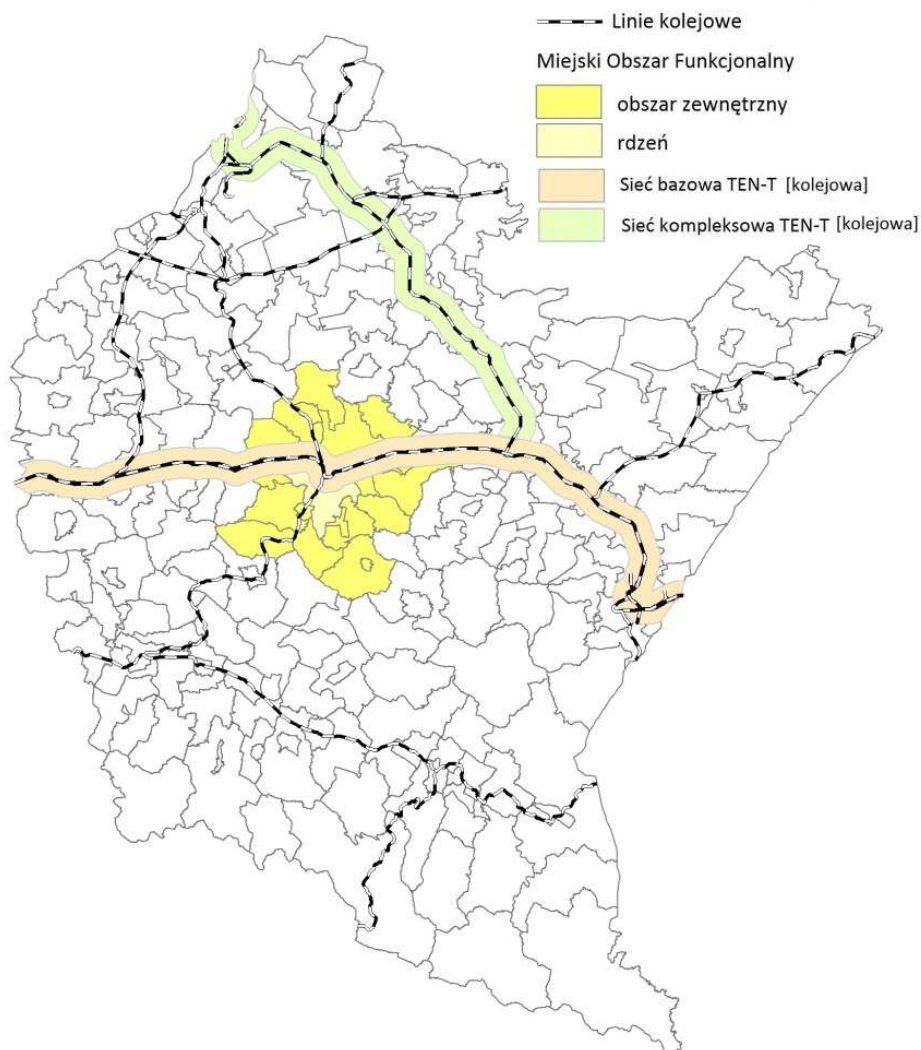 Linie kolejowe
Miejski Obszar Funkcjonalny
obszar zewnętrzny
rdzeń
Sieć bazowa TEN-T [kolejowa]
Sieć kompleksowa TEN-T [kolejowa]